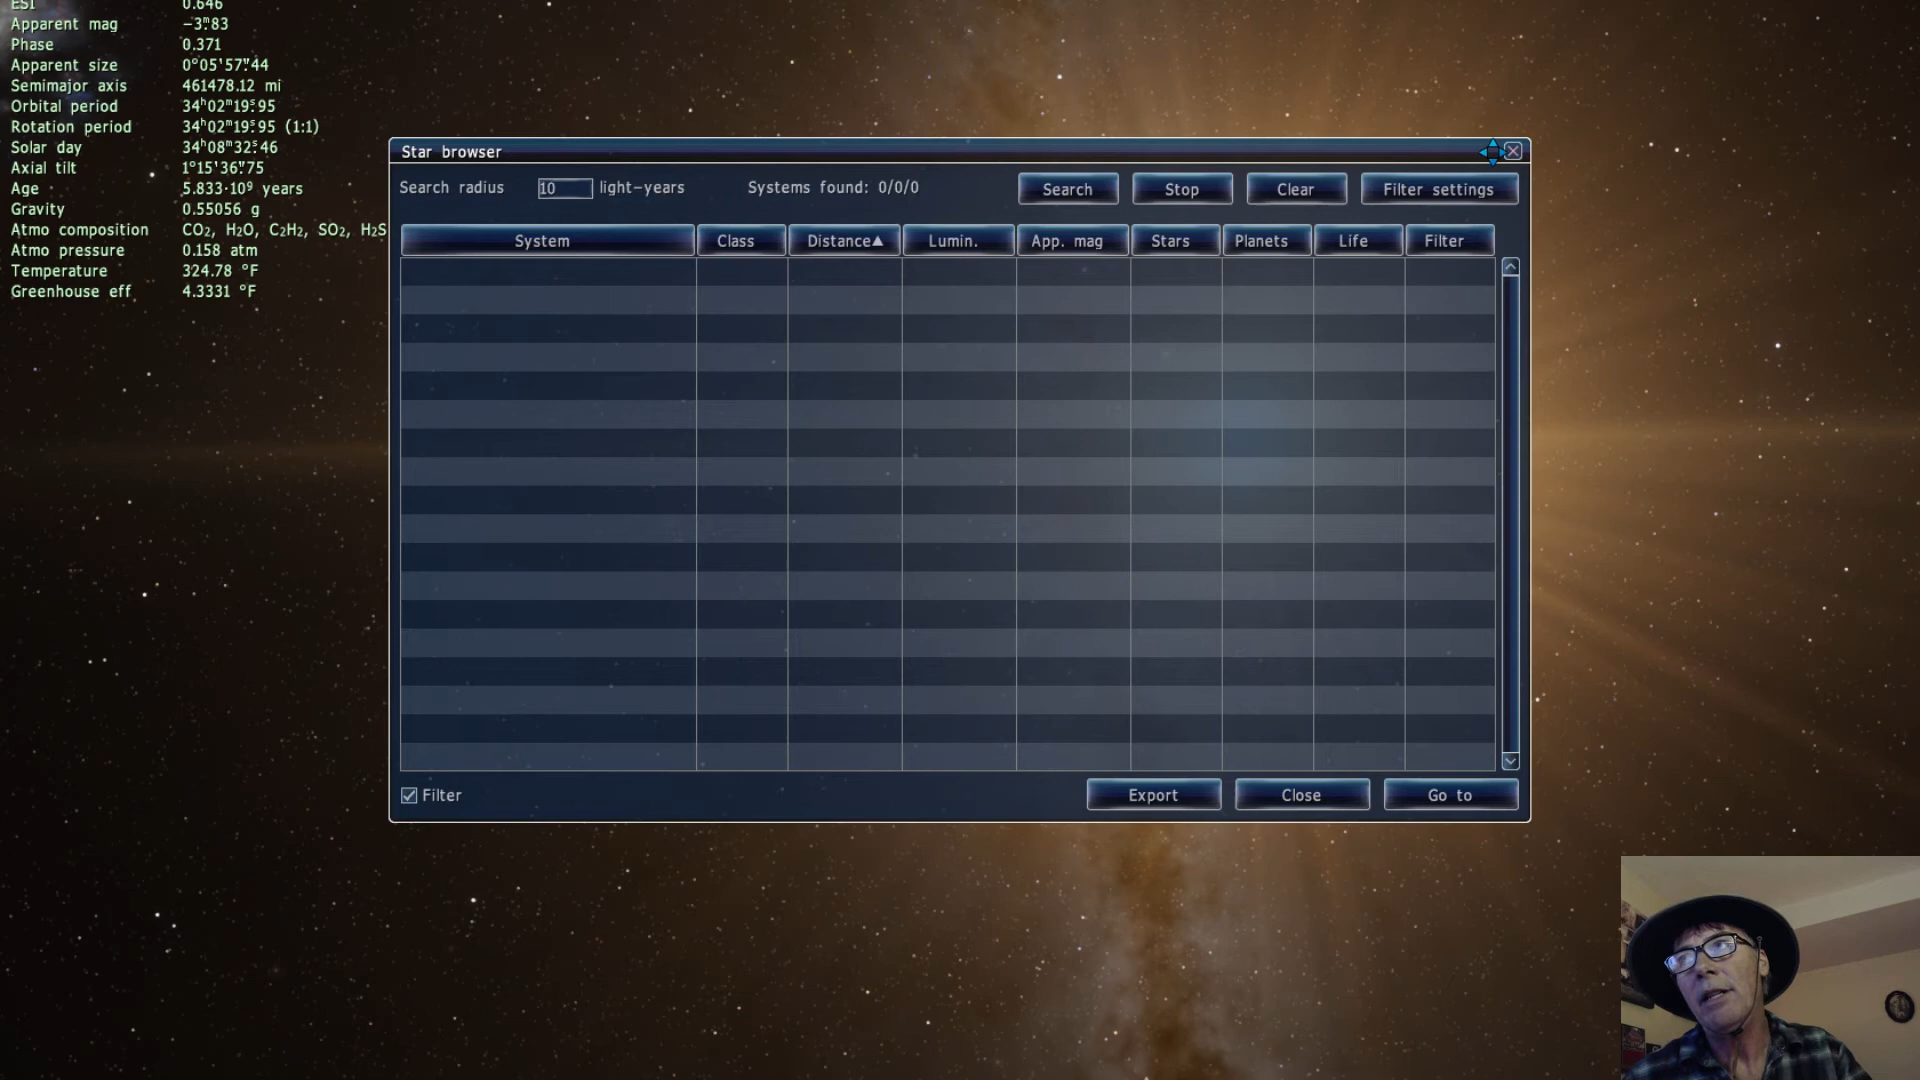 ESI 0.646
Apparent mag −3ᵐ.83
Phase 0.371
Apparent size 0°05'57"44
Semimajor axis 461478.12 mi
Orbital period 34ʰ02ᵐ19ˢ.95
Rotation period 34ʰ02ᵐ19ˢ.95 (1:1)
Solar day 34ʰ08ᵐ32ˢ.46
Axial tilt 1°15'36"75
Age 5.833·10⁹ years
Gravity 0.55056 g
Atmo composition CO₂, H₂O, C₂H₂, SO₂, H₂S
Atmo pressure 0.158 atm
Temperature 324.78 °F
Greenhouse eff 4.3331 °F
Star browser
Search radius 10 light-years Systems found: 0/0/0 Search Stop Clear Filter settings
System Class Distance▲ Lumin. App. mag Stars Planets Life Filter
Filter Export Close Go to